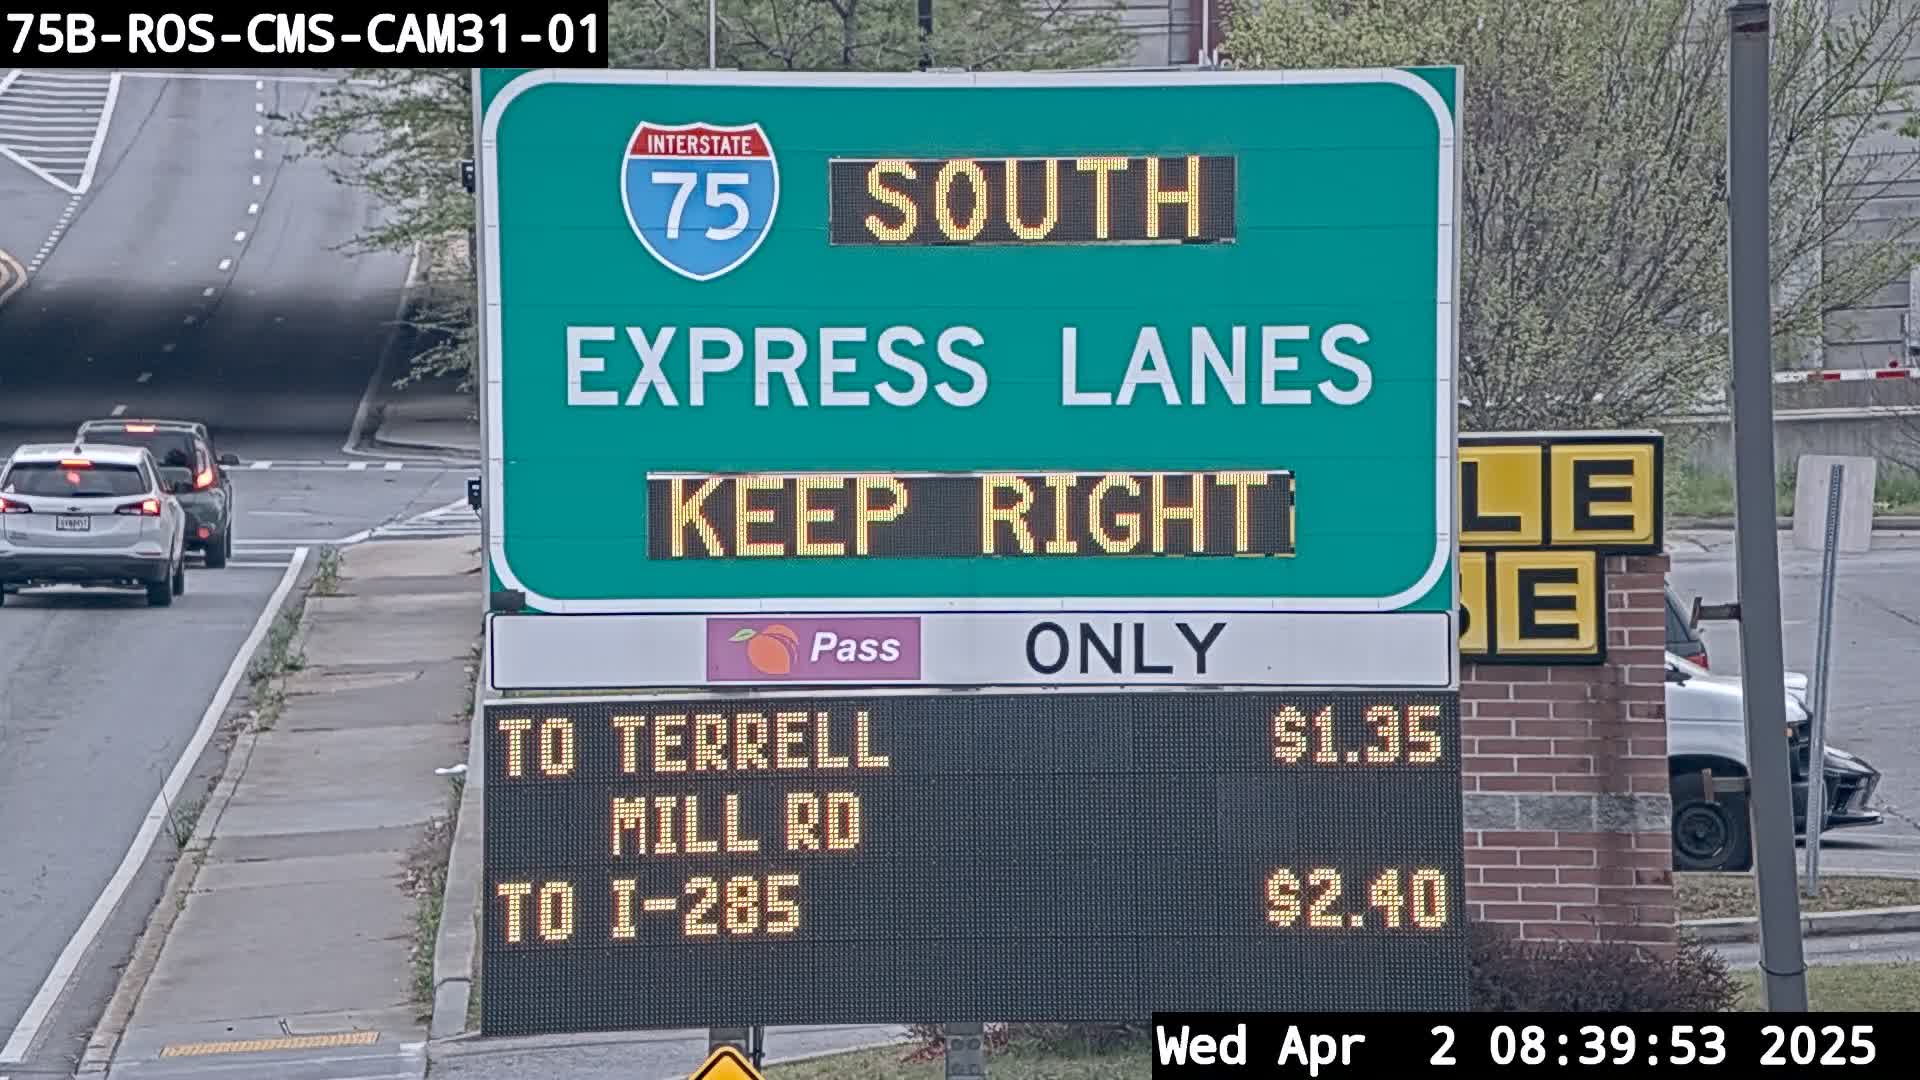 75B-ROS-CMS-CAM31-01
INTERSTATE
75
SOUTH
EXPRESS LANES
KEEP RIGHT
Pass ONLY
TO TERRELL $1.35
MILL RD
TO I-285 $2.40
LE
E
Wed Apr 2 08:39:53 2025